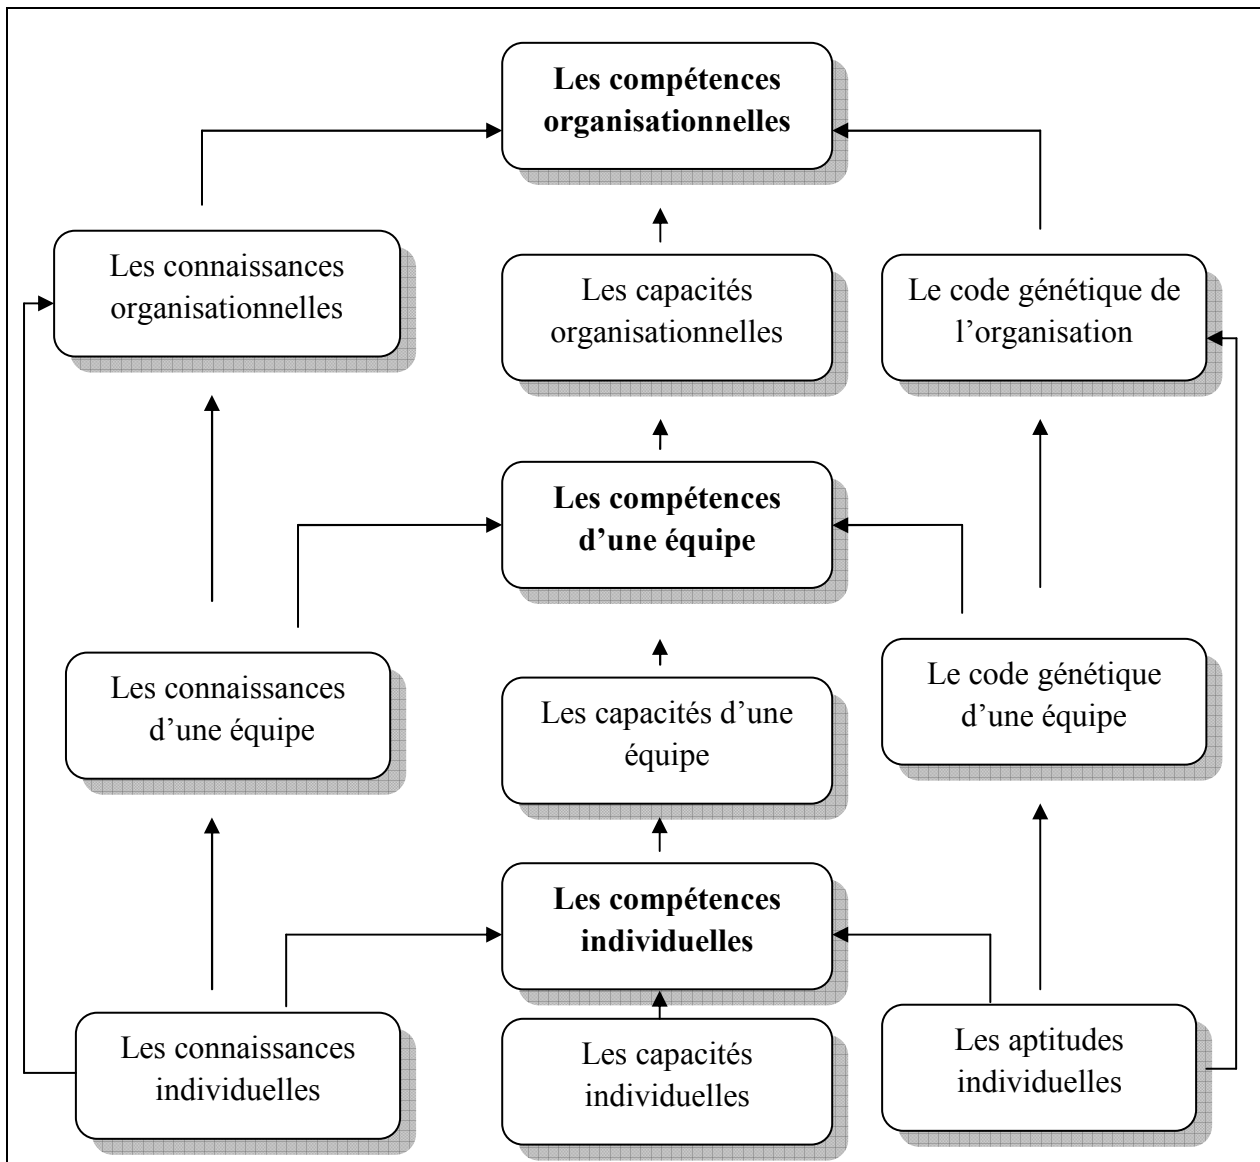 Les compétences
organisationnelles
Les connaissances
organisationnelles
Les capacités
organisationnelles
Le code génétique de
l’organisation
Les compétences
d’une équipe
Les connaissances
d’une équipe
Les capacités d’une
équipe
Le code génétique
d’une équipe
Les compétences
individuelles
Les connaissances
individuelles
Les capacités
individuelles
Les aptitudes
individuelles